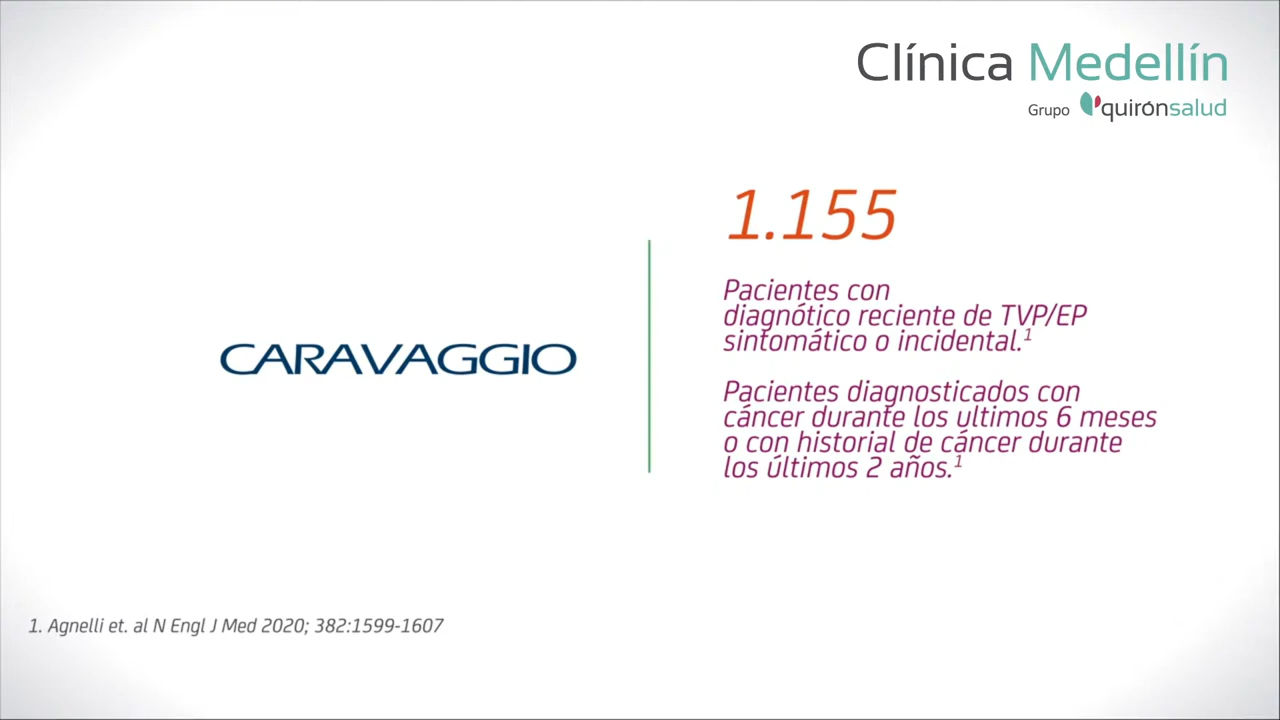 Clínica Medellín
Grupo quirónsalud
1.155
Pacientes con
diagnótico reciente de TVP/EP
sintomático o incidental.1
Pacientes diagnosticados con
cáncer durante los ultimos 6 meses
o con historial de cáncer durante
los últimos 2 años.1
CARAVAGGIO
1. Agnelli et. al N Engl J Med 2020; 382:1599-1607